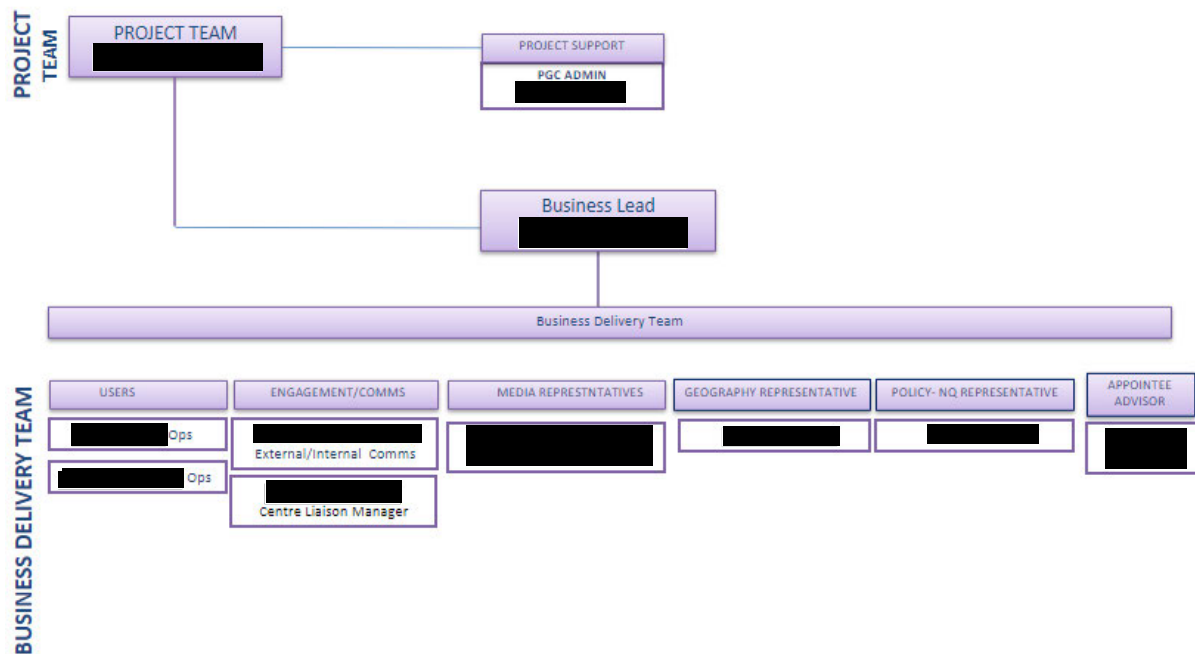 PROJECT
TEAM
PROJECT TEAM
PROJECT SUPPORT
PGC ADMIN
Business Lead
Business Delivery Team
BUSINESS DELIVERY TEAM
USERS
Ops
Ops
ENGAGEMENT/COMMS
External/Internal Comms
Centre Liaison Manager
MEDIA REPRESTNTATIVES
GEOGRAPHY REPRESENTATIVE
POLICY- NQ REPRESENTATIVE
APPOINTEE
ADVISOR